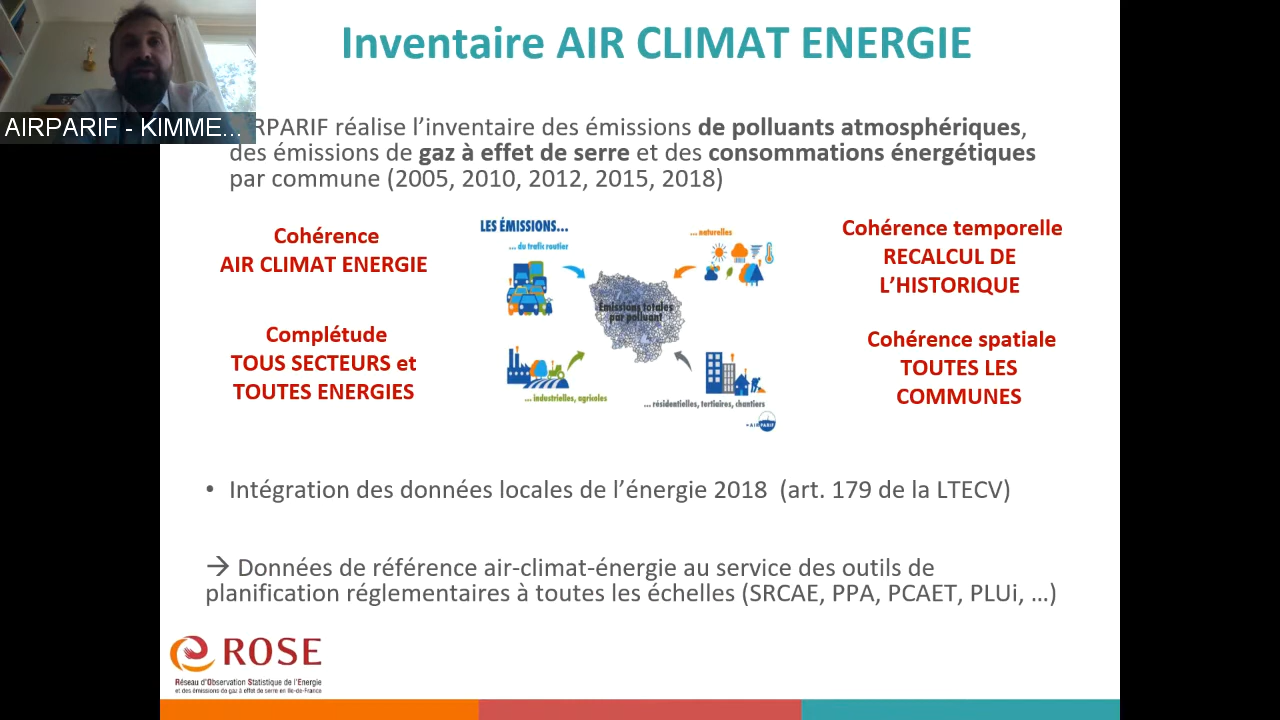 Inventaire AIR CLIMAT ENERGIE
AIRPARIF - KIMME...
RPARIF réalise l’inventaire des émissions de polluants atmosphériques,
des émissions de gaz à effet de serre et des consommations énergétiques
par commune (2005, 2010, 2012, 2015, 2018)
Cohérence
AIR CLIMAT ENERGIE
Complétude
TOUS SECTEURS et
TOUTES ENERGIES
LES ÉMISSIONS...
... du trafic routier
... naturelles
Émissions totales
par polluant
... industrielles, agricoles
... résidentielles, tertiaires, chantiers
AIRPARIF
Cohérence temporelle
RECALCUL DE
L’HISTORIQUE
Cohérence spatiale
TOUTES LES
COMMUNES
• Intégration des données locales de l’énergie 2018 (art. 179 de la LTECV)
→ Données de référence air-climat-énergie au service des outils de
planification réglementaires à toutes les échelles (SRCAE, PPA, PCAET, PLUi, ...)
ROSE
Réseau d'Observation Statistique de l'Energie
et des émissions de gaz à effet de serre en Ile-de-France